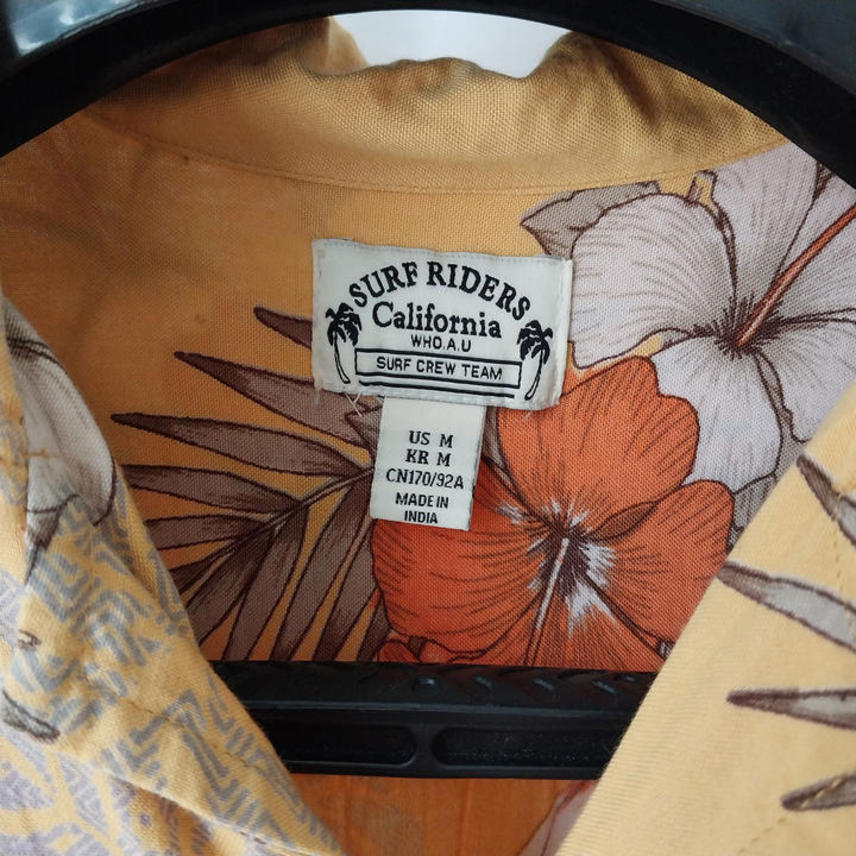 SURF RIDERS
California
WHO.A.U
SURF CREW TEAM
US M
KR M
CN170/92A
MADE IN
INDIA